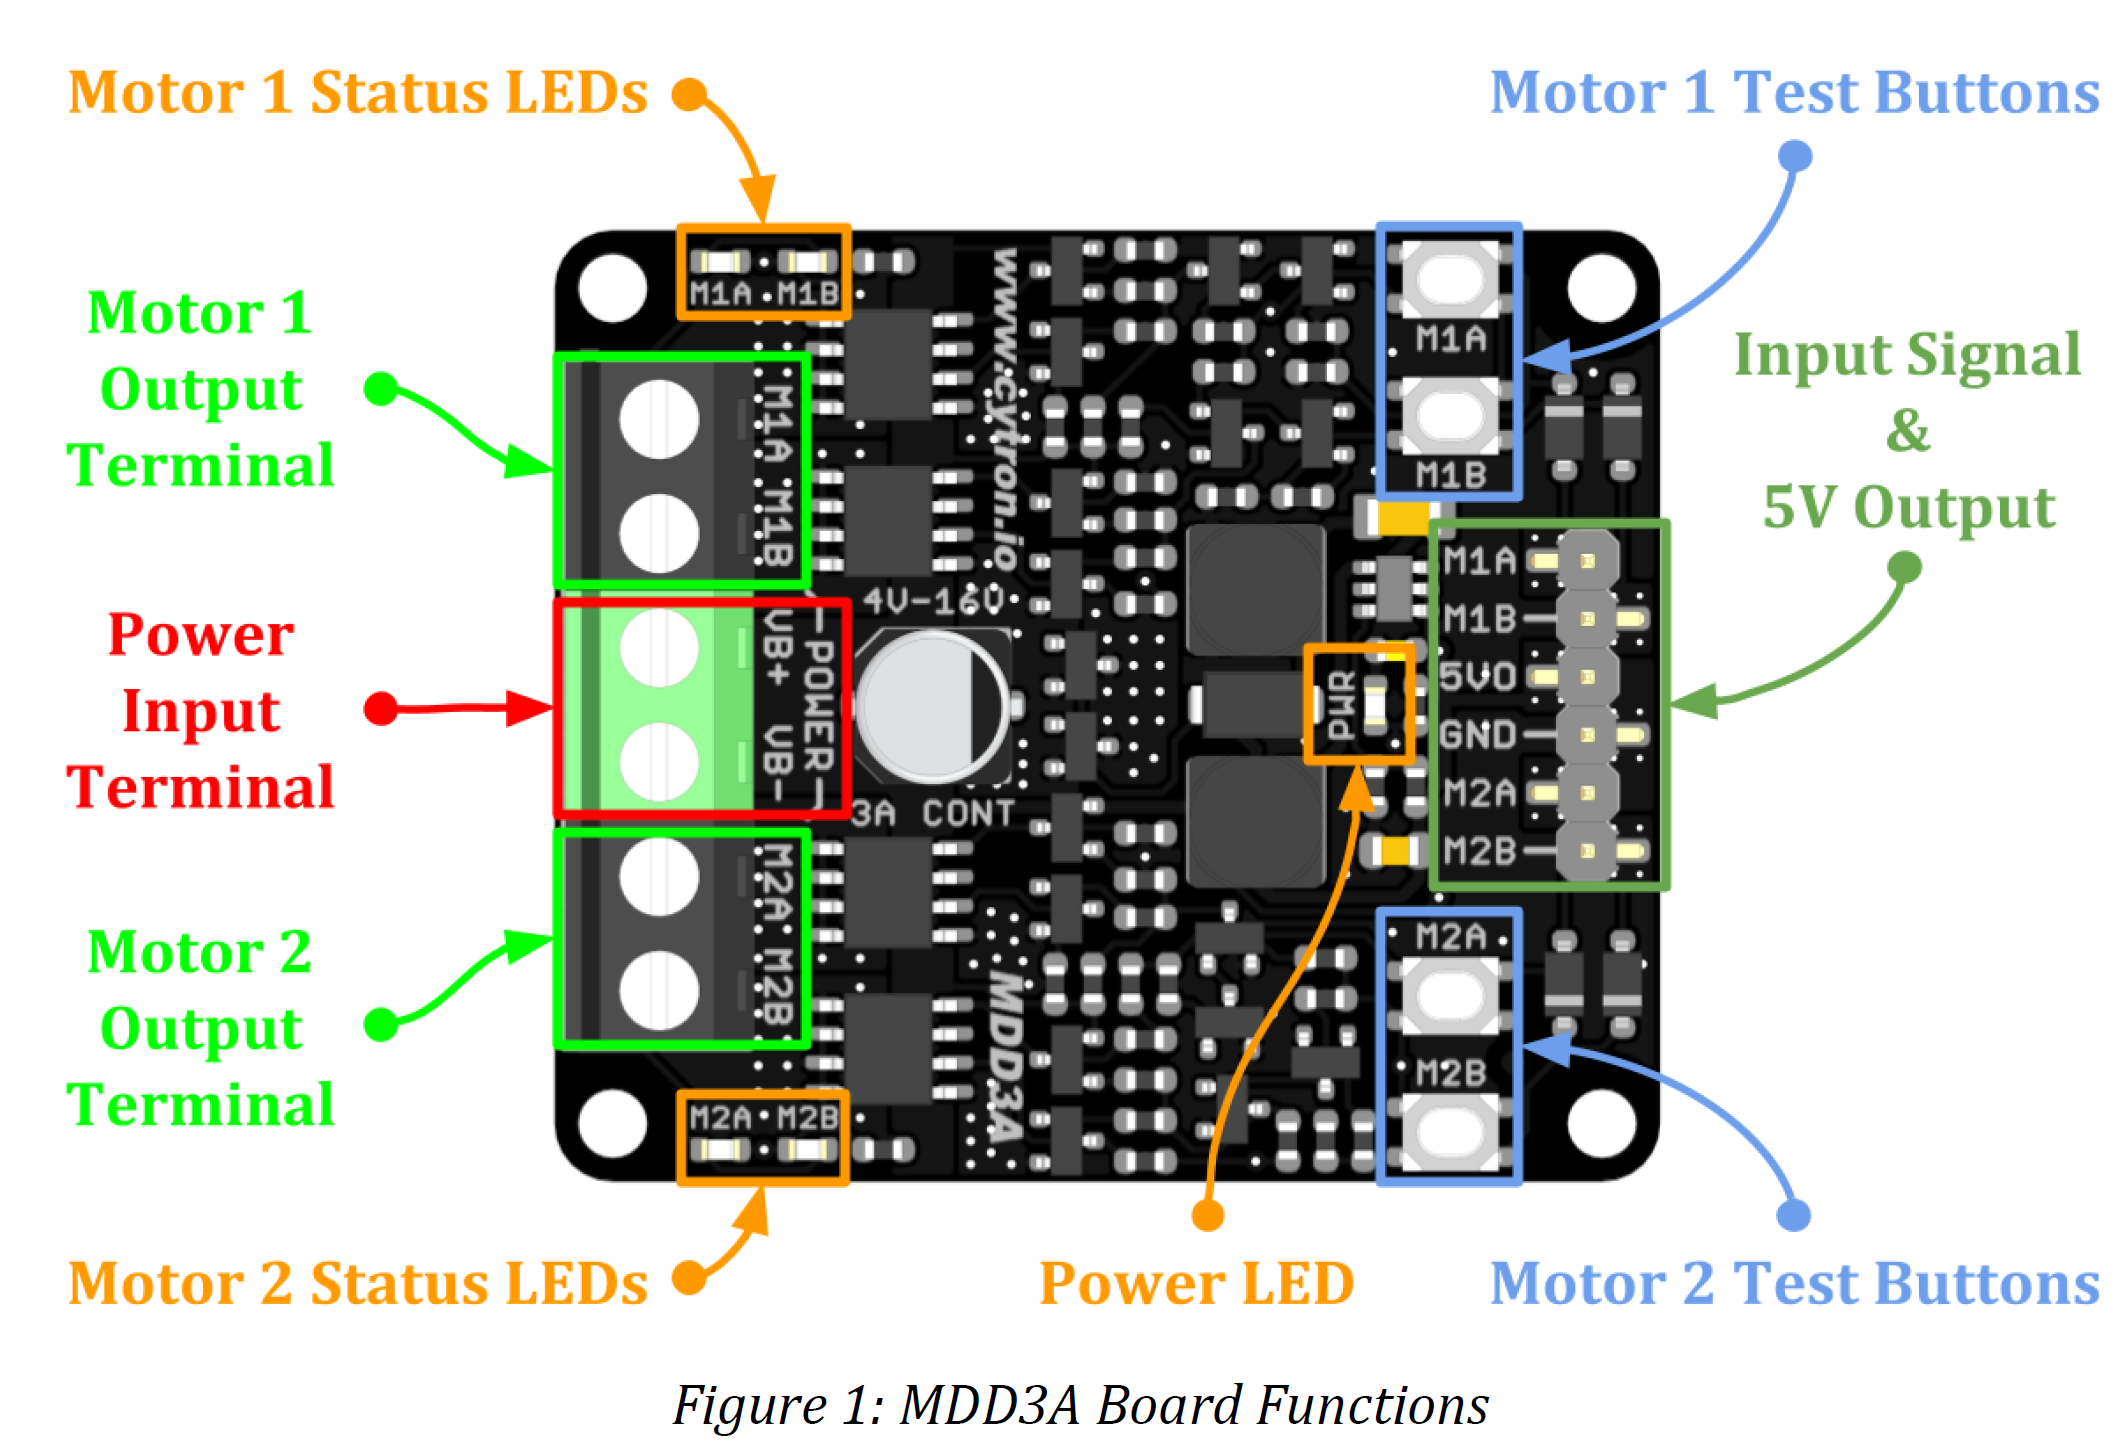 Motor 1 Status LEDs
Motor 1 Test Buttons
M1A M1B
www.cytron.io
M1A
M1B
Motor 1
Output
Terminal
M1A M1B
Input Signal
&
5V Output
4V-16V
Power
Input
Terminal
VB+ VB-
POWER
3A CONT
PWR
M1A
M1B
5VO
GND
M2A
M2B
Motor 2
Output
Terminal
M2A M2B
MDD3A
M2A
M2B
M2A M2B
Motor 2 Status LEDs
Power LED
Motor 2 Test Buttons
Figure 1: MDD3A Board Functions